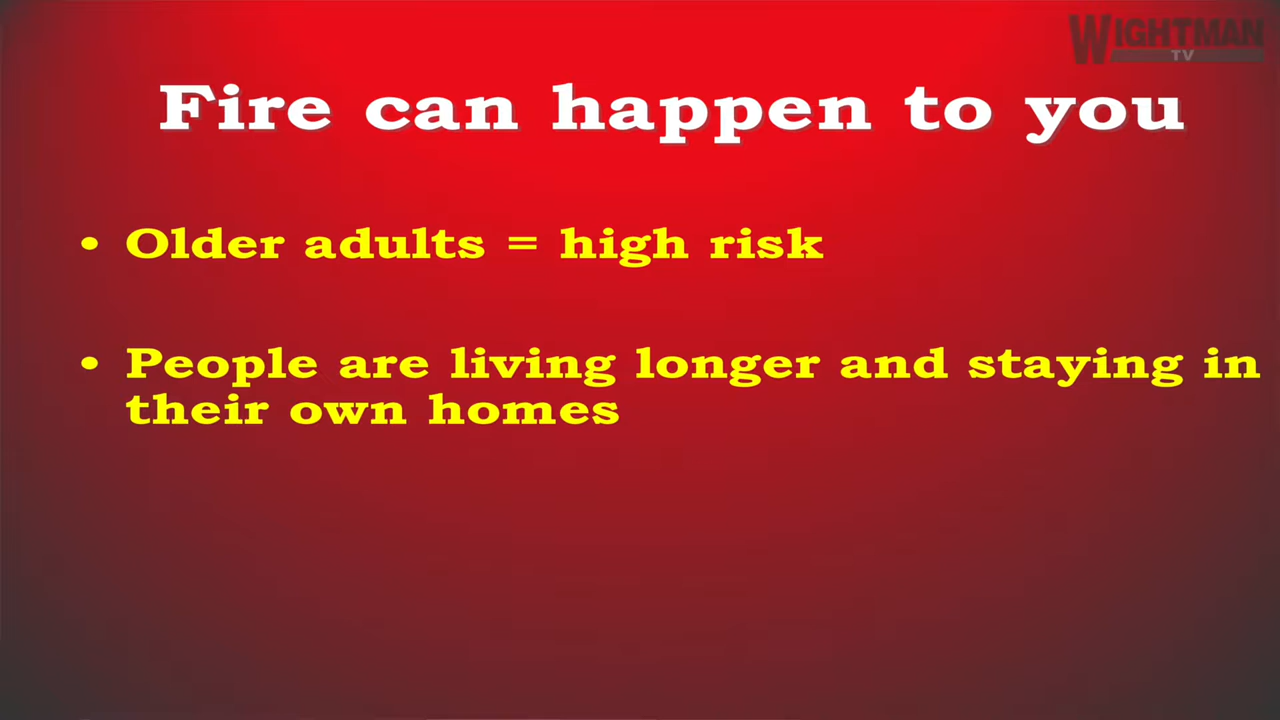 WIGHTMAN
TV
Fire can happen to you
• Older adults = high risk
• People are living longer and staying in
their own homes